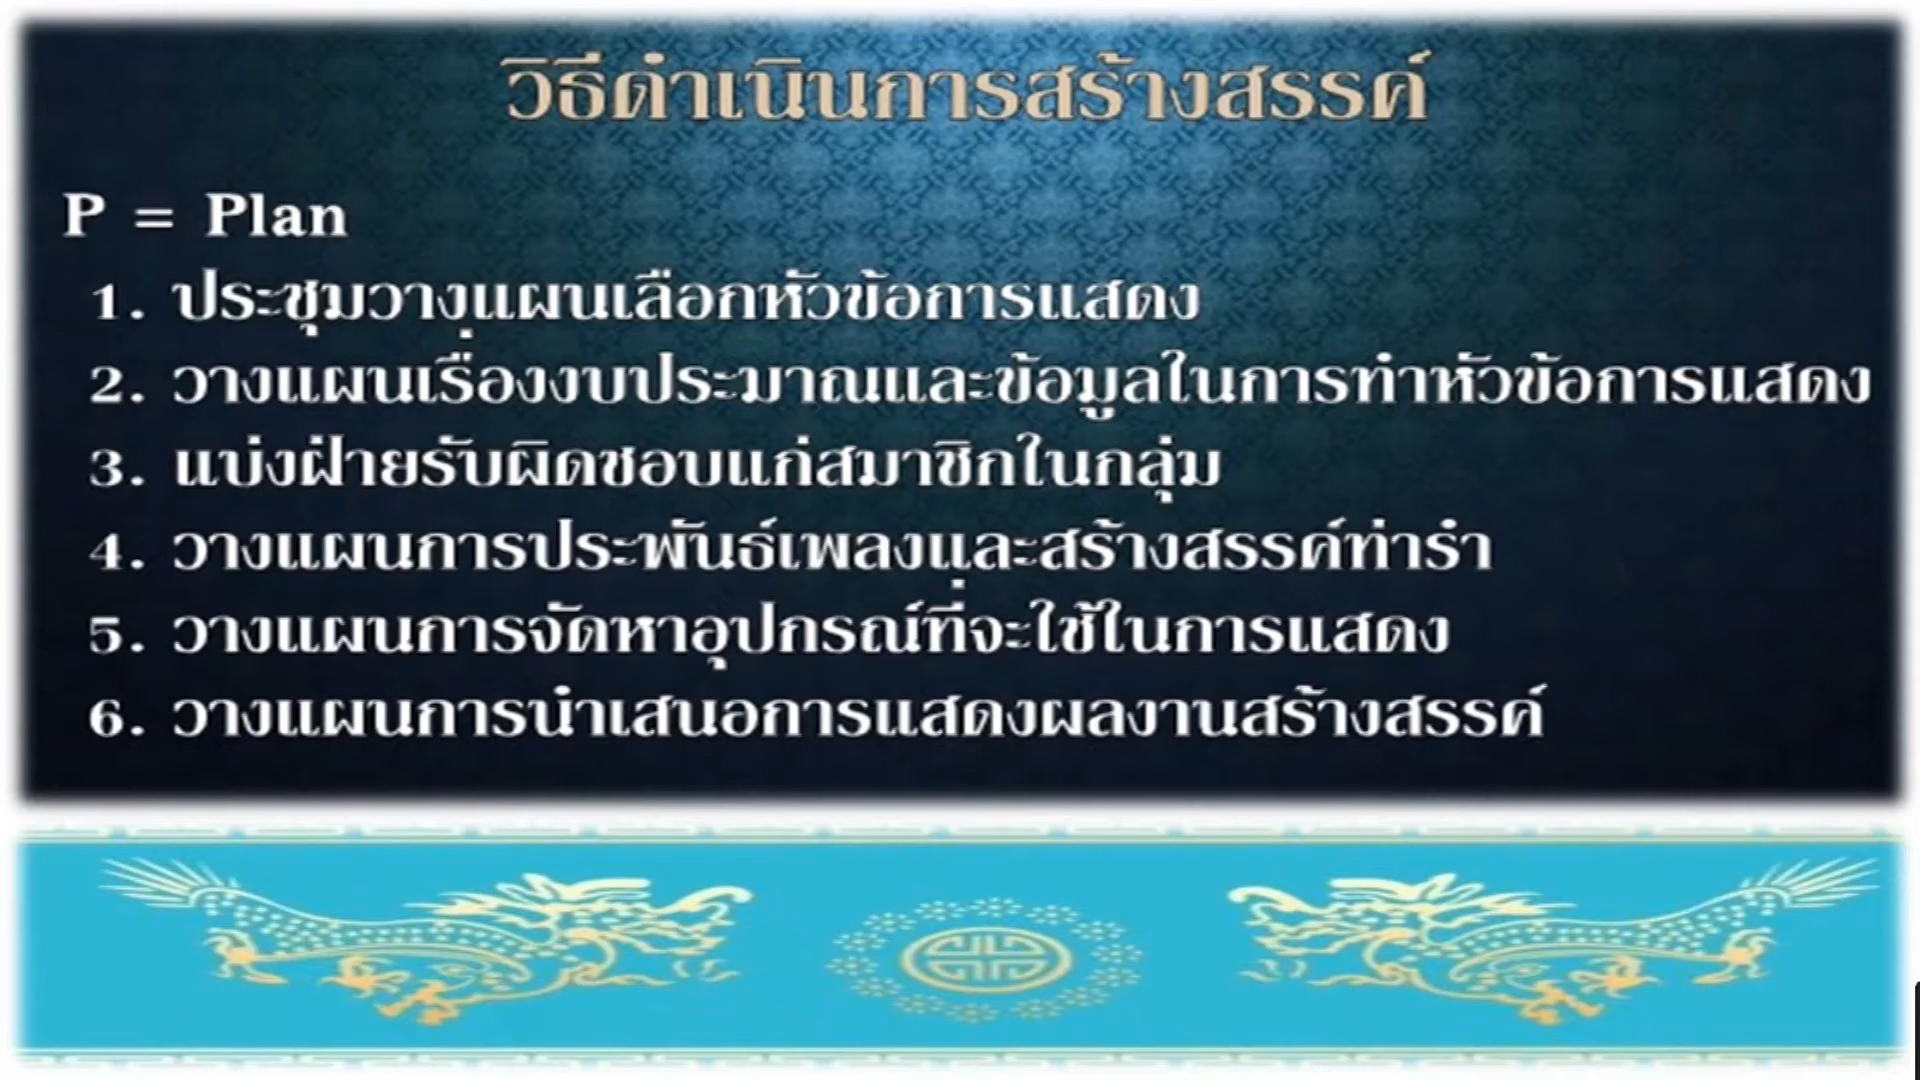 วิธีดำเนินการสร้างสรรค์
P = Plan
1. ประชุมวางแผนเลือกหัวข้อการแสดง
2. วางแผนเรื่องงบประมาณและข้อมูลในการทำหัวข้อการแสดง
3. แบ่งฝ่ายรับผิดชอบแก่สมาชิกในกลุ่ม
4. วางแผนการประพันธ์เพลงและสร้างสรรค์ท่ารำ
5. วางแผนการจัดหาอุปกรณ์ที่จะใช้ในการแสดง
6. วางแผนการนำเสนอการแสดงผลงานสร้างสรรค์